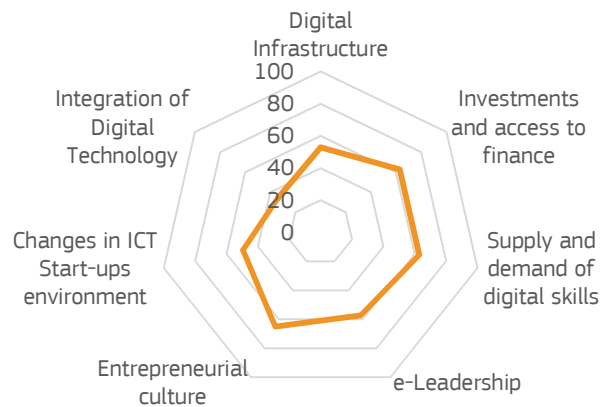 Digital
Infrastructure
100
80
60
40
20
0
Investments
and access to
finance
Supply and
demand of
digital skills
e-Leadership
Entrepreneurial
culture
Changes in ICT
Start-ups
environment
Integration of
Digital
Technology